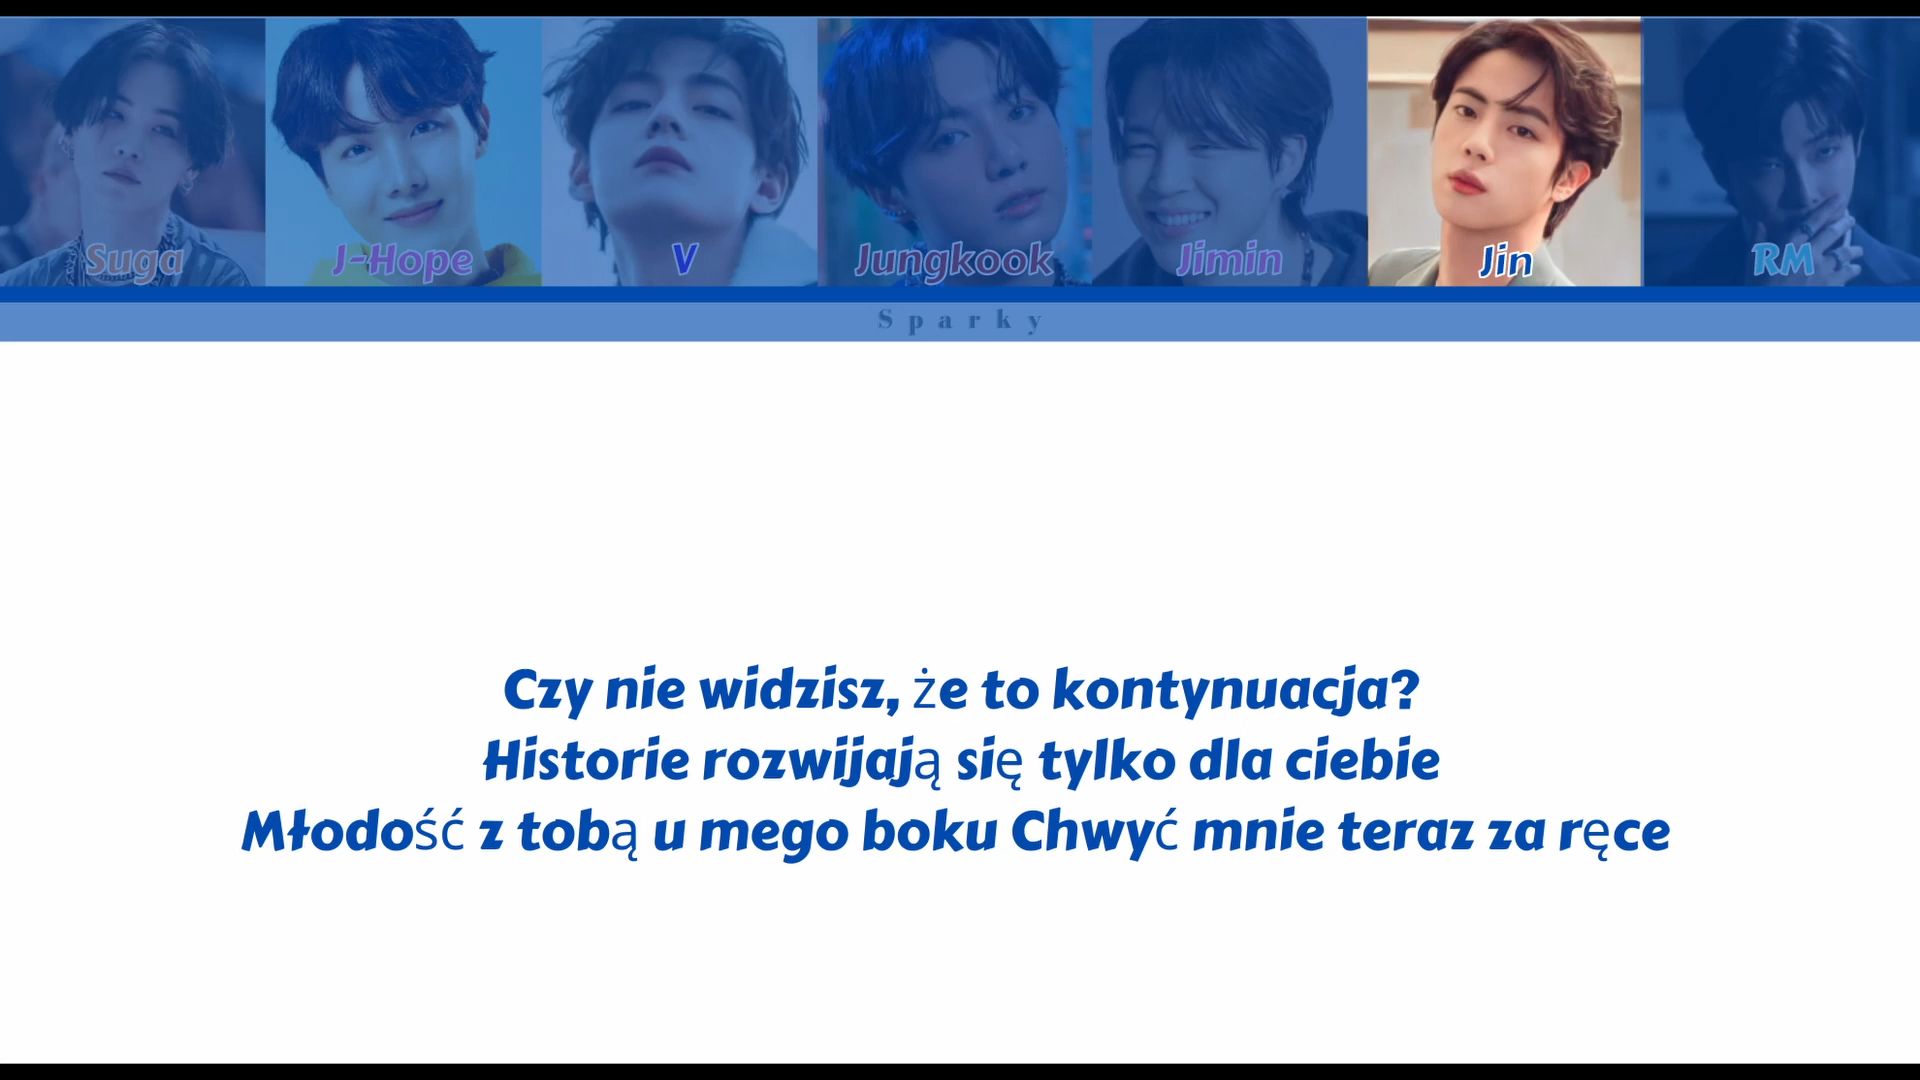 Suga J-Hope V Jungkook Jimin Jin RM
Sparky
Czy nie widzisz, że to kontynuacja?
Historie rozwijają się tylko dla ciebie
Młodość z tobą u mego boku Chwyć mnie teraz za ręce